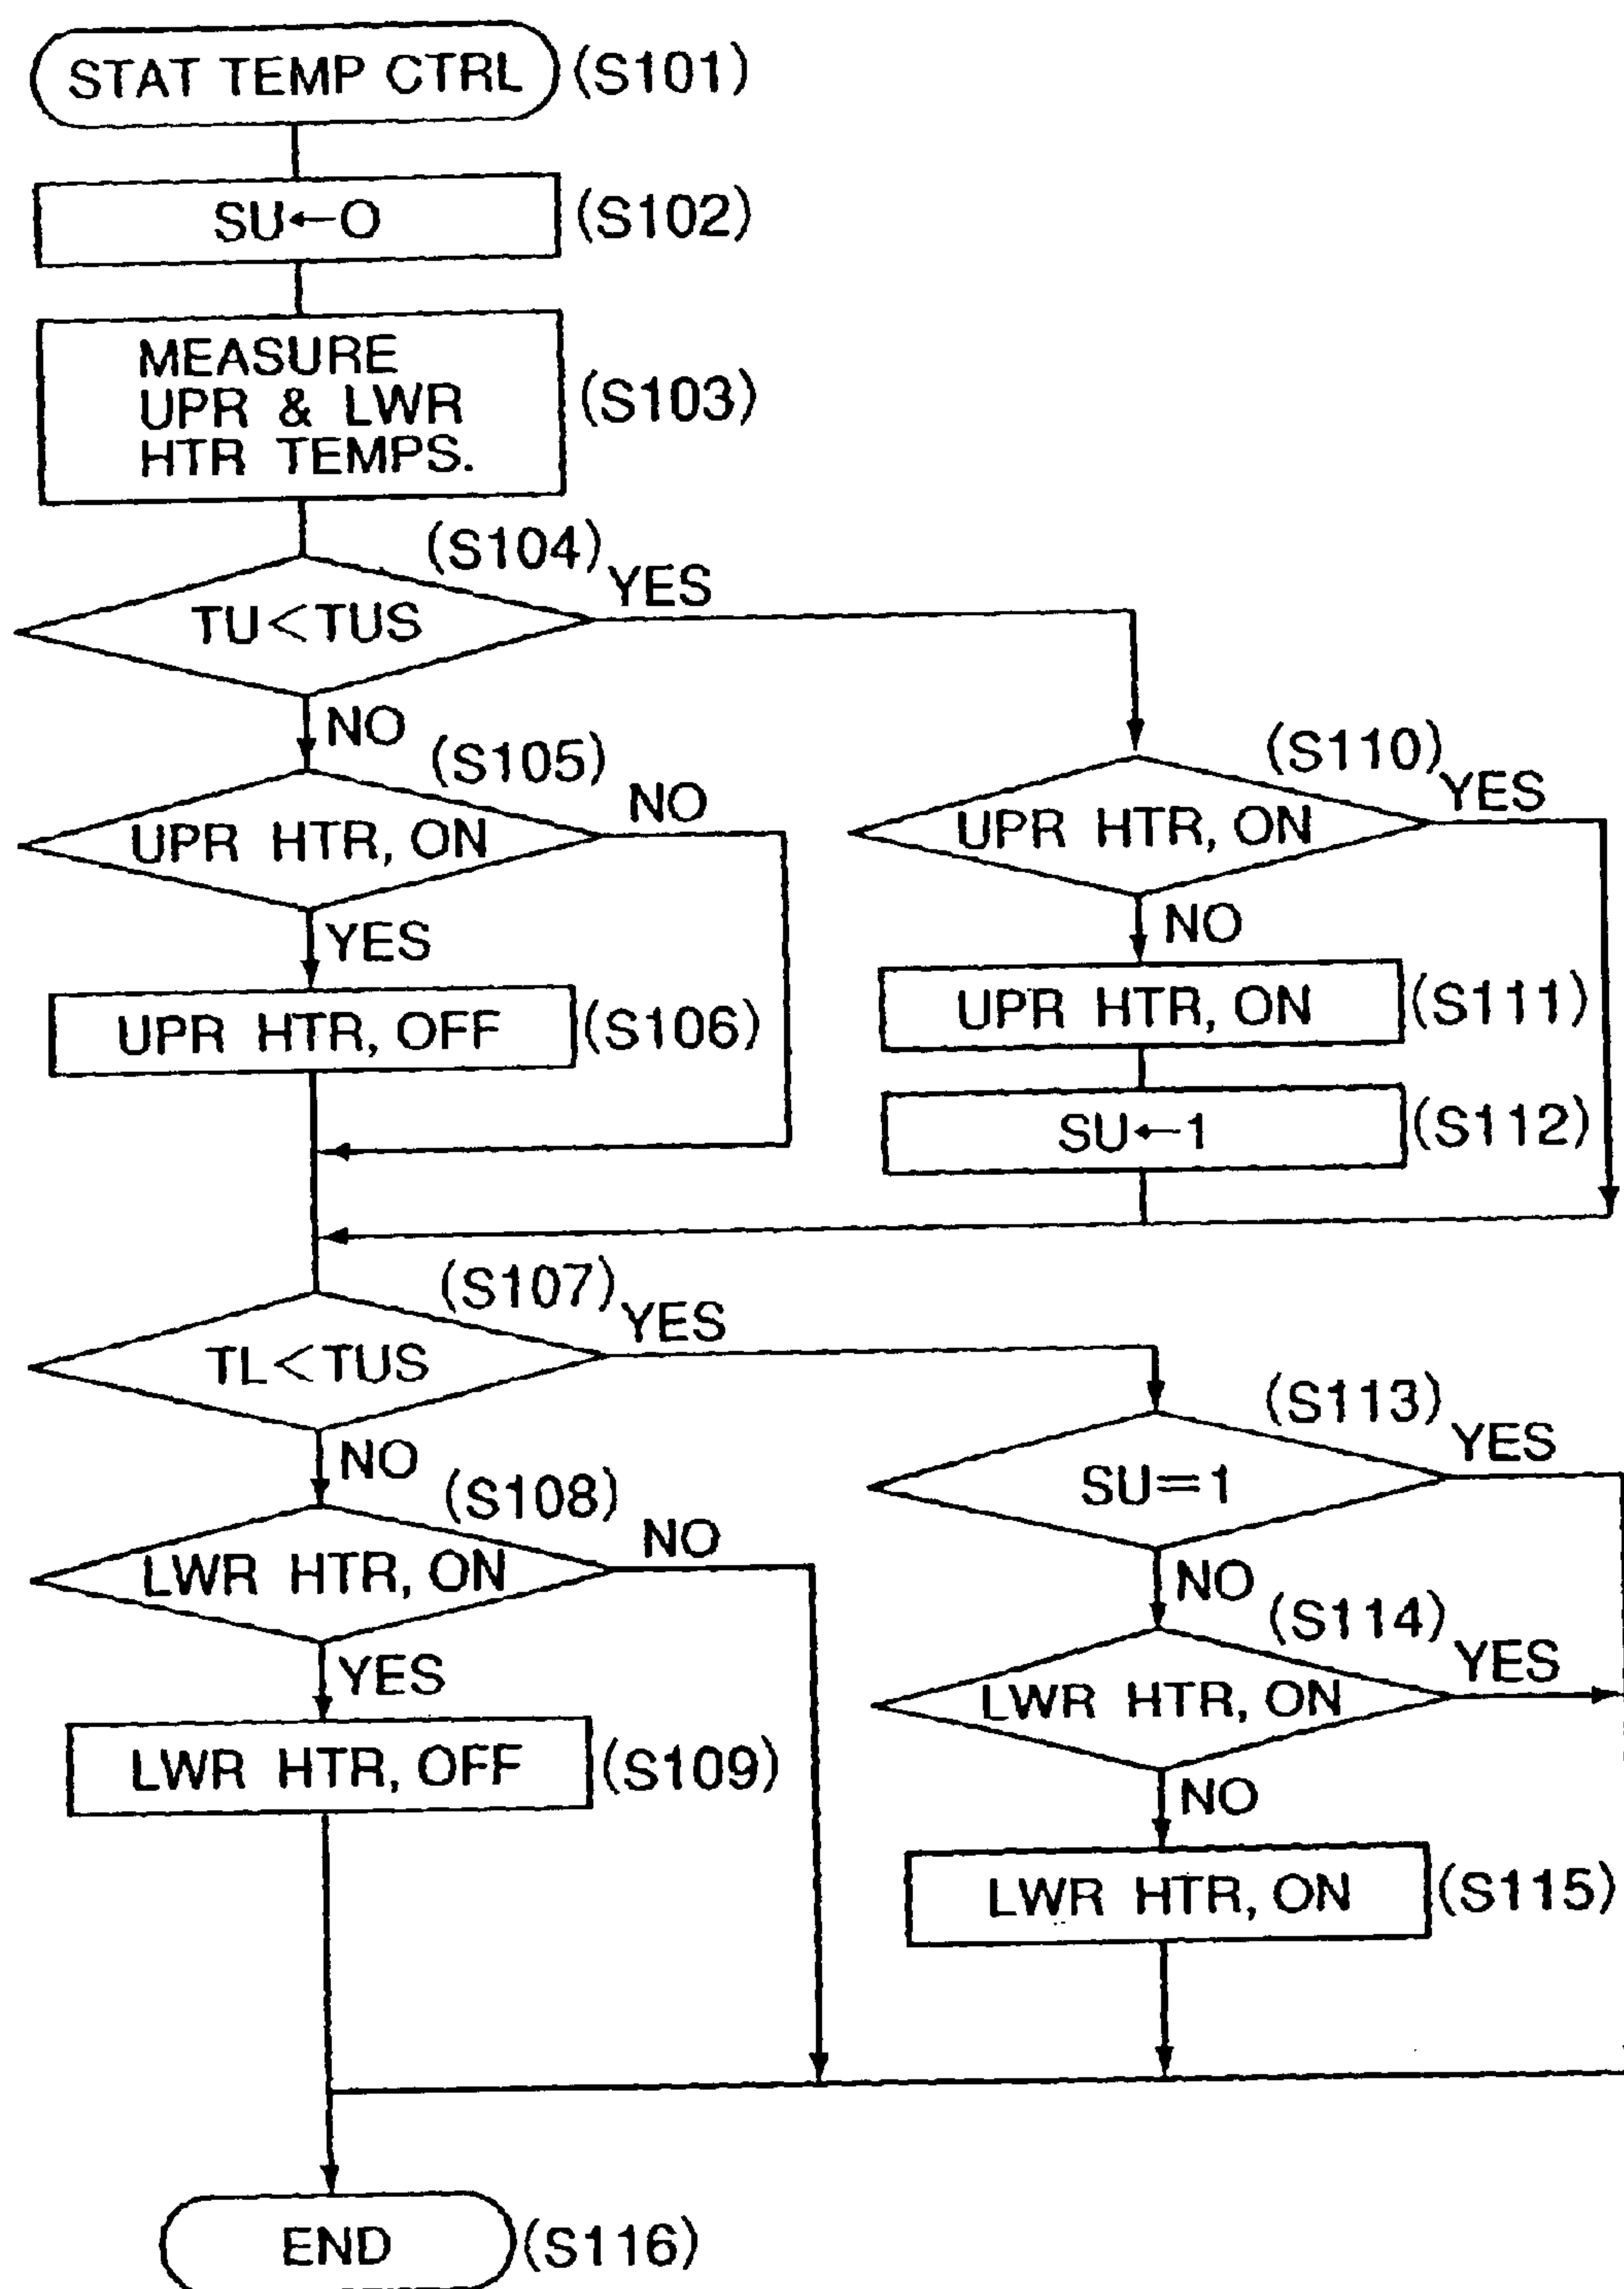 STAT TEMP CTRL (S101)
SU←0 (S102)
MEASURE
UPR & LWR
HTR TEMPS.
(S103)
(S104)
TU<TUS
YES
NO
(S105)
UPR HTR, ON
NO
YES
UPR HTR, OFF (S106)
(S110)
UPR HTR, ON
YES
NO
UPR HTR, ON (S111)
SU←1 (S112)
(S107)
TL<TUS
YES
NO
(S108)
LWR HTR, ON
NO
YES
LWR HTR, OFF (S109)
(S113)
SU=1
YES
NO
(S114)
LWR HTR, ON
YES
NO
LWR HTR, ON (S115)
END (S116)